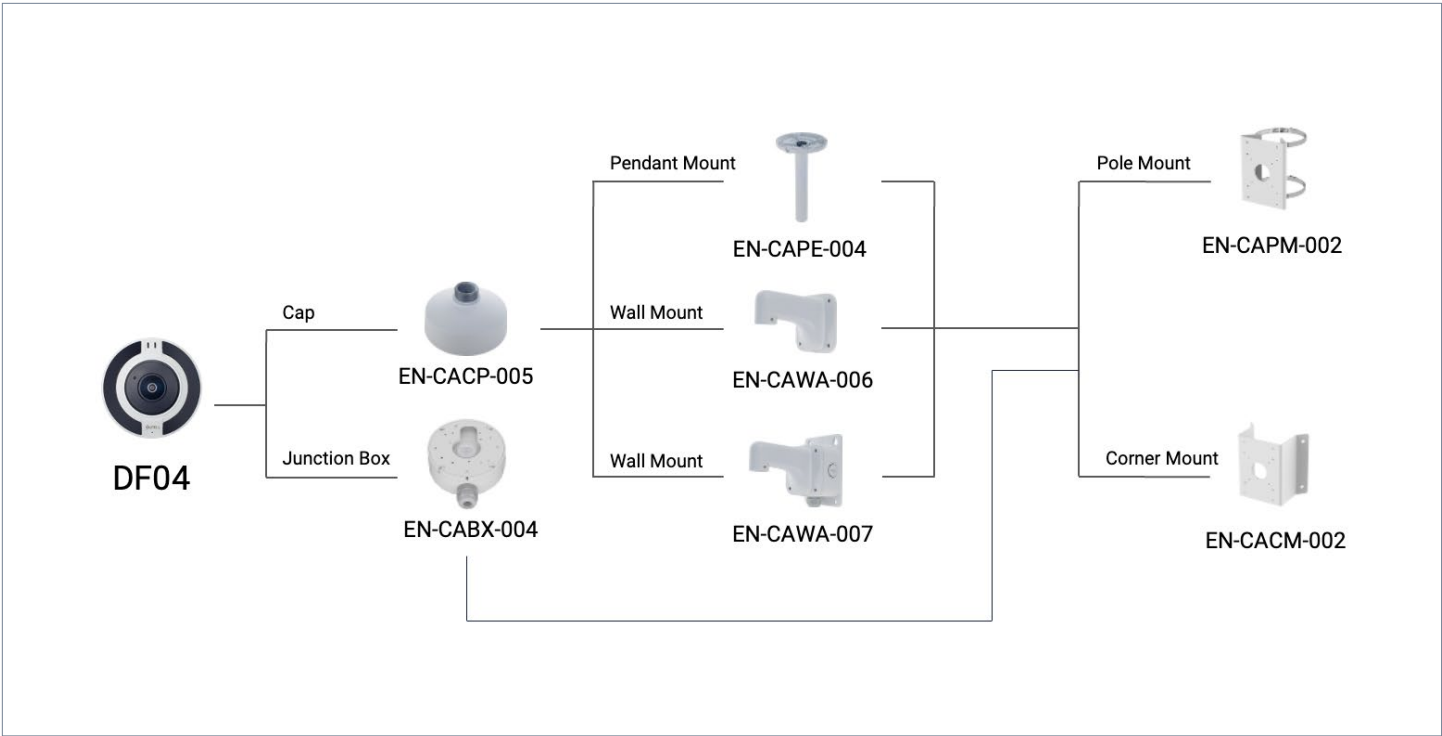 Pendant Mount
Pole Mount
EN-CAPE-004
EN-CAPM-002
Cap
Wall Mount
EN-CACP-005
EN-CAWA-006
DF04
Junction Box
Wall Mount
Corner Mount
EN-CABX-004
EN-CAWA-007
EN-CACM-002